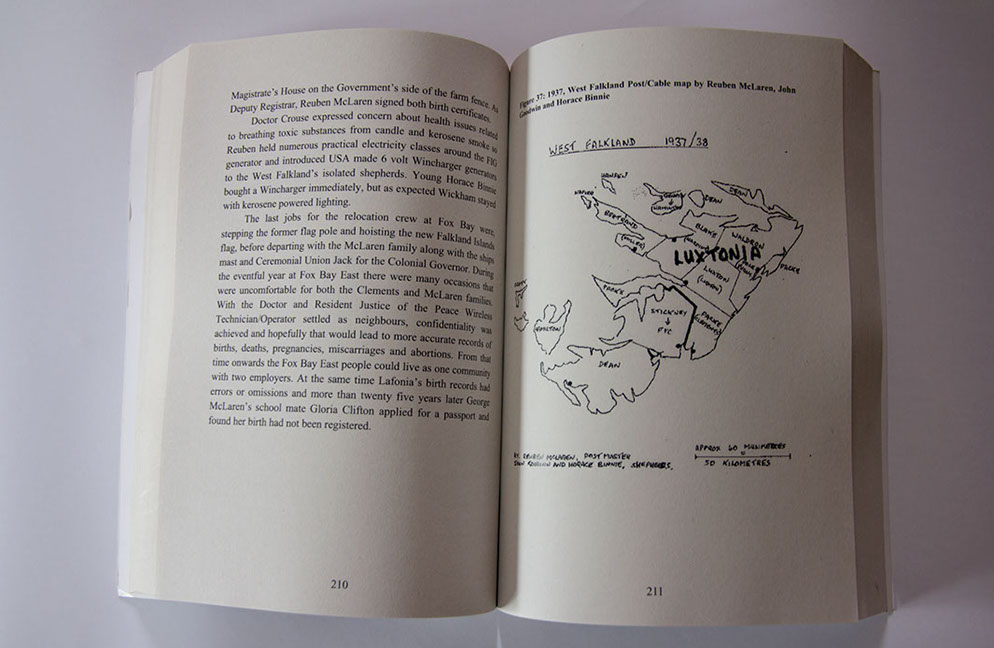 Magistrate's House on the Government's side of the farm fence. As
Deputy Registrar, Reuben McLaren signed both birth certificates.
Doctor Crouse expressed concern about health issues related
to breathing toxic substances from candle and kerosene smoke so
Reuben held numerous practical electricity classes around the FIG
generator and introduced USA made 6 volt Wincharger generators
to the West Falkland's isolated shepherds. Young Horace Binnie
bought a Wincharger immediately, but as expected Wickham stayed
with kerosene powered lighting.
The last jobs for the relocation crew at Fox Bay were,
stepping the former flag pole and hoisting the new Falkland Islands
flag, before departing with the McLaren family along with the ships
mast and Ceremonial Union Jack for the Colonial Governor. During
the eventful year at Fox Bay East there were many occasions that
were uncomfortable for both the Clements and McLaren families.
With the Doctor and Resident Justice of the Peace Wireless
Technician/Operator settled as neighbours, confidentiality was
achieved and hopefully that would lead to more accurate records of
births, deaths, pregnancies, miscarriages and abortions. From that
time onwards the Fox Bay East people could live as one community
with two employers. At the same time Lafonia's birth records had
errors or omissions and more than twenty five years later George
McLaren's school mate Gloria Clifton applied for a passport and
found her birth had not been registered.
210
Figure 37: 1937, West Falkland Post/Cable map by Reuben McLaren, John
Goodwin and Horace Binnie
WEST FALKLAND 1937/38
DEAN
DEAN
BERTRAND
BLAKE
WALDRON
LUXTONIA
PACKE
LUXTON
PACKE
PACKE
STICKNEY
FIC
DEAN
BY REUBEN McLAREN, POST MASTER
AND HORACE BINNIE, SHEPHERDS.
APPROX 60 MILLIMETRES
50 KILOMETRES
211